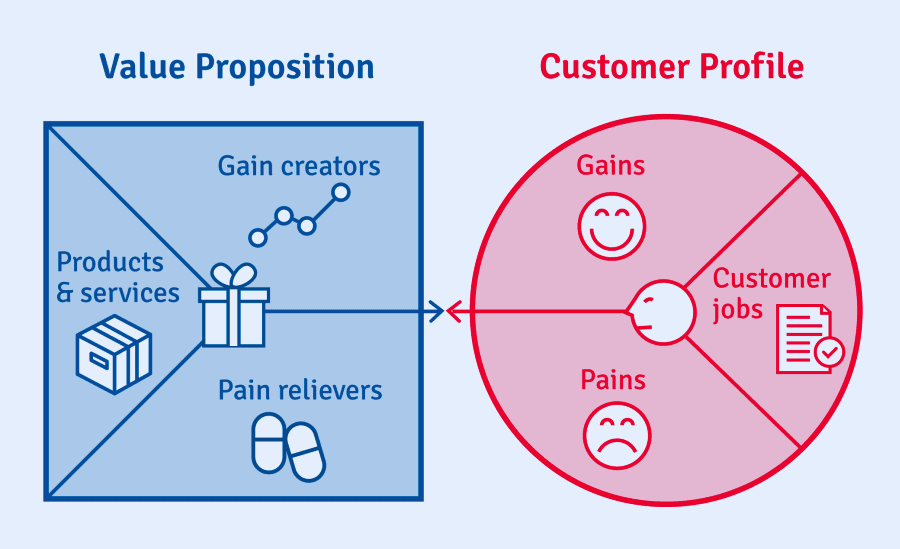 Value Proposition
Customer Profile
Gain creators
Products
& services
Pain relievers
Gains
Customer
jobs
Pains